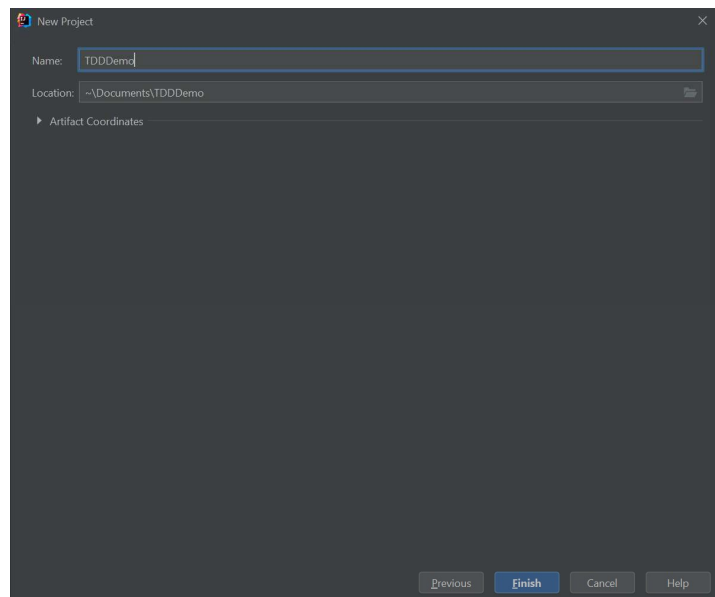 New Project
Name: TDDDemo
Location: ~\Documents\TDDDemo
Artifact Coordinates
Previous Finish Cancel Help